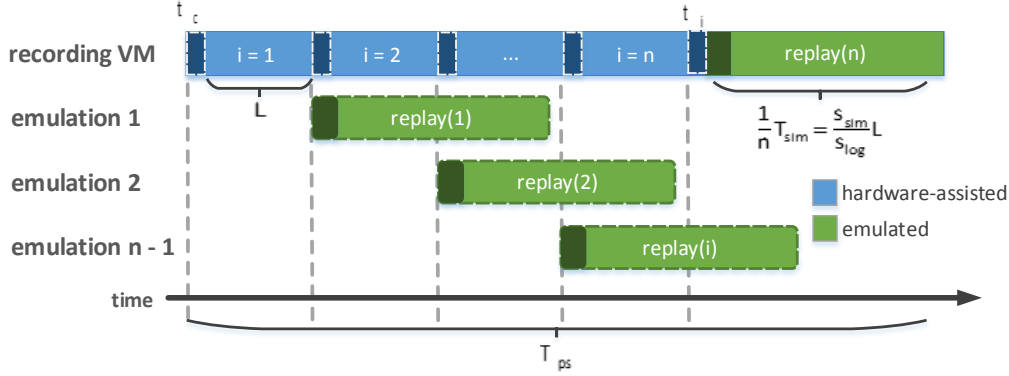 t c t i
recording VM i = 1 i = 2 ... i = n replay(n)
L
emulation 1 replay(1)
1/n T sim = s sim/s log L
emulation 2 replay(2)
hardware-assisted
emulated
emulation n - 1 replay(i)
time
T ps